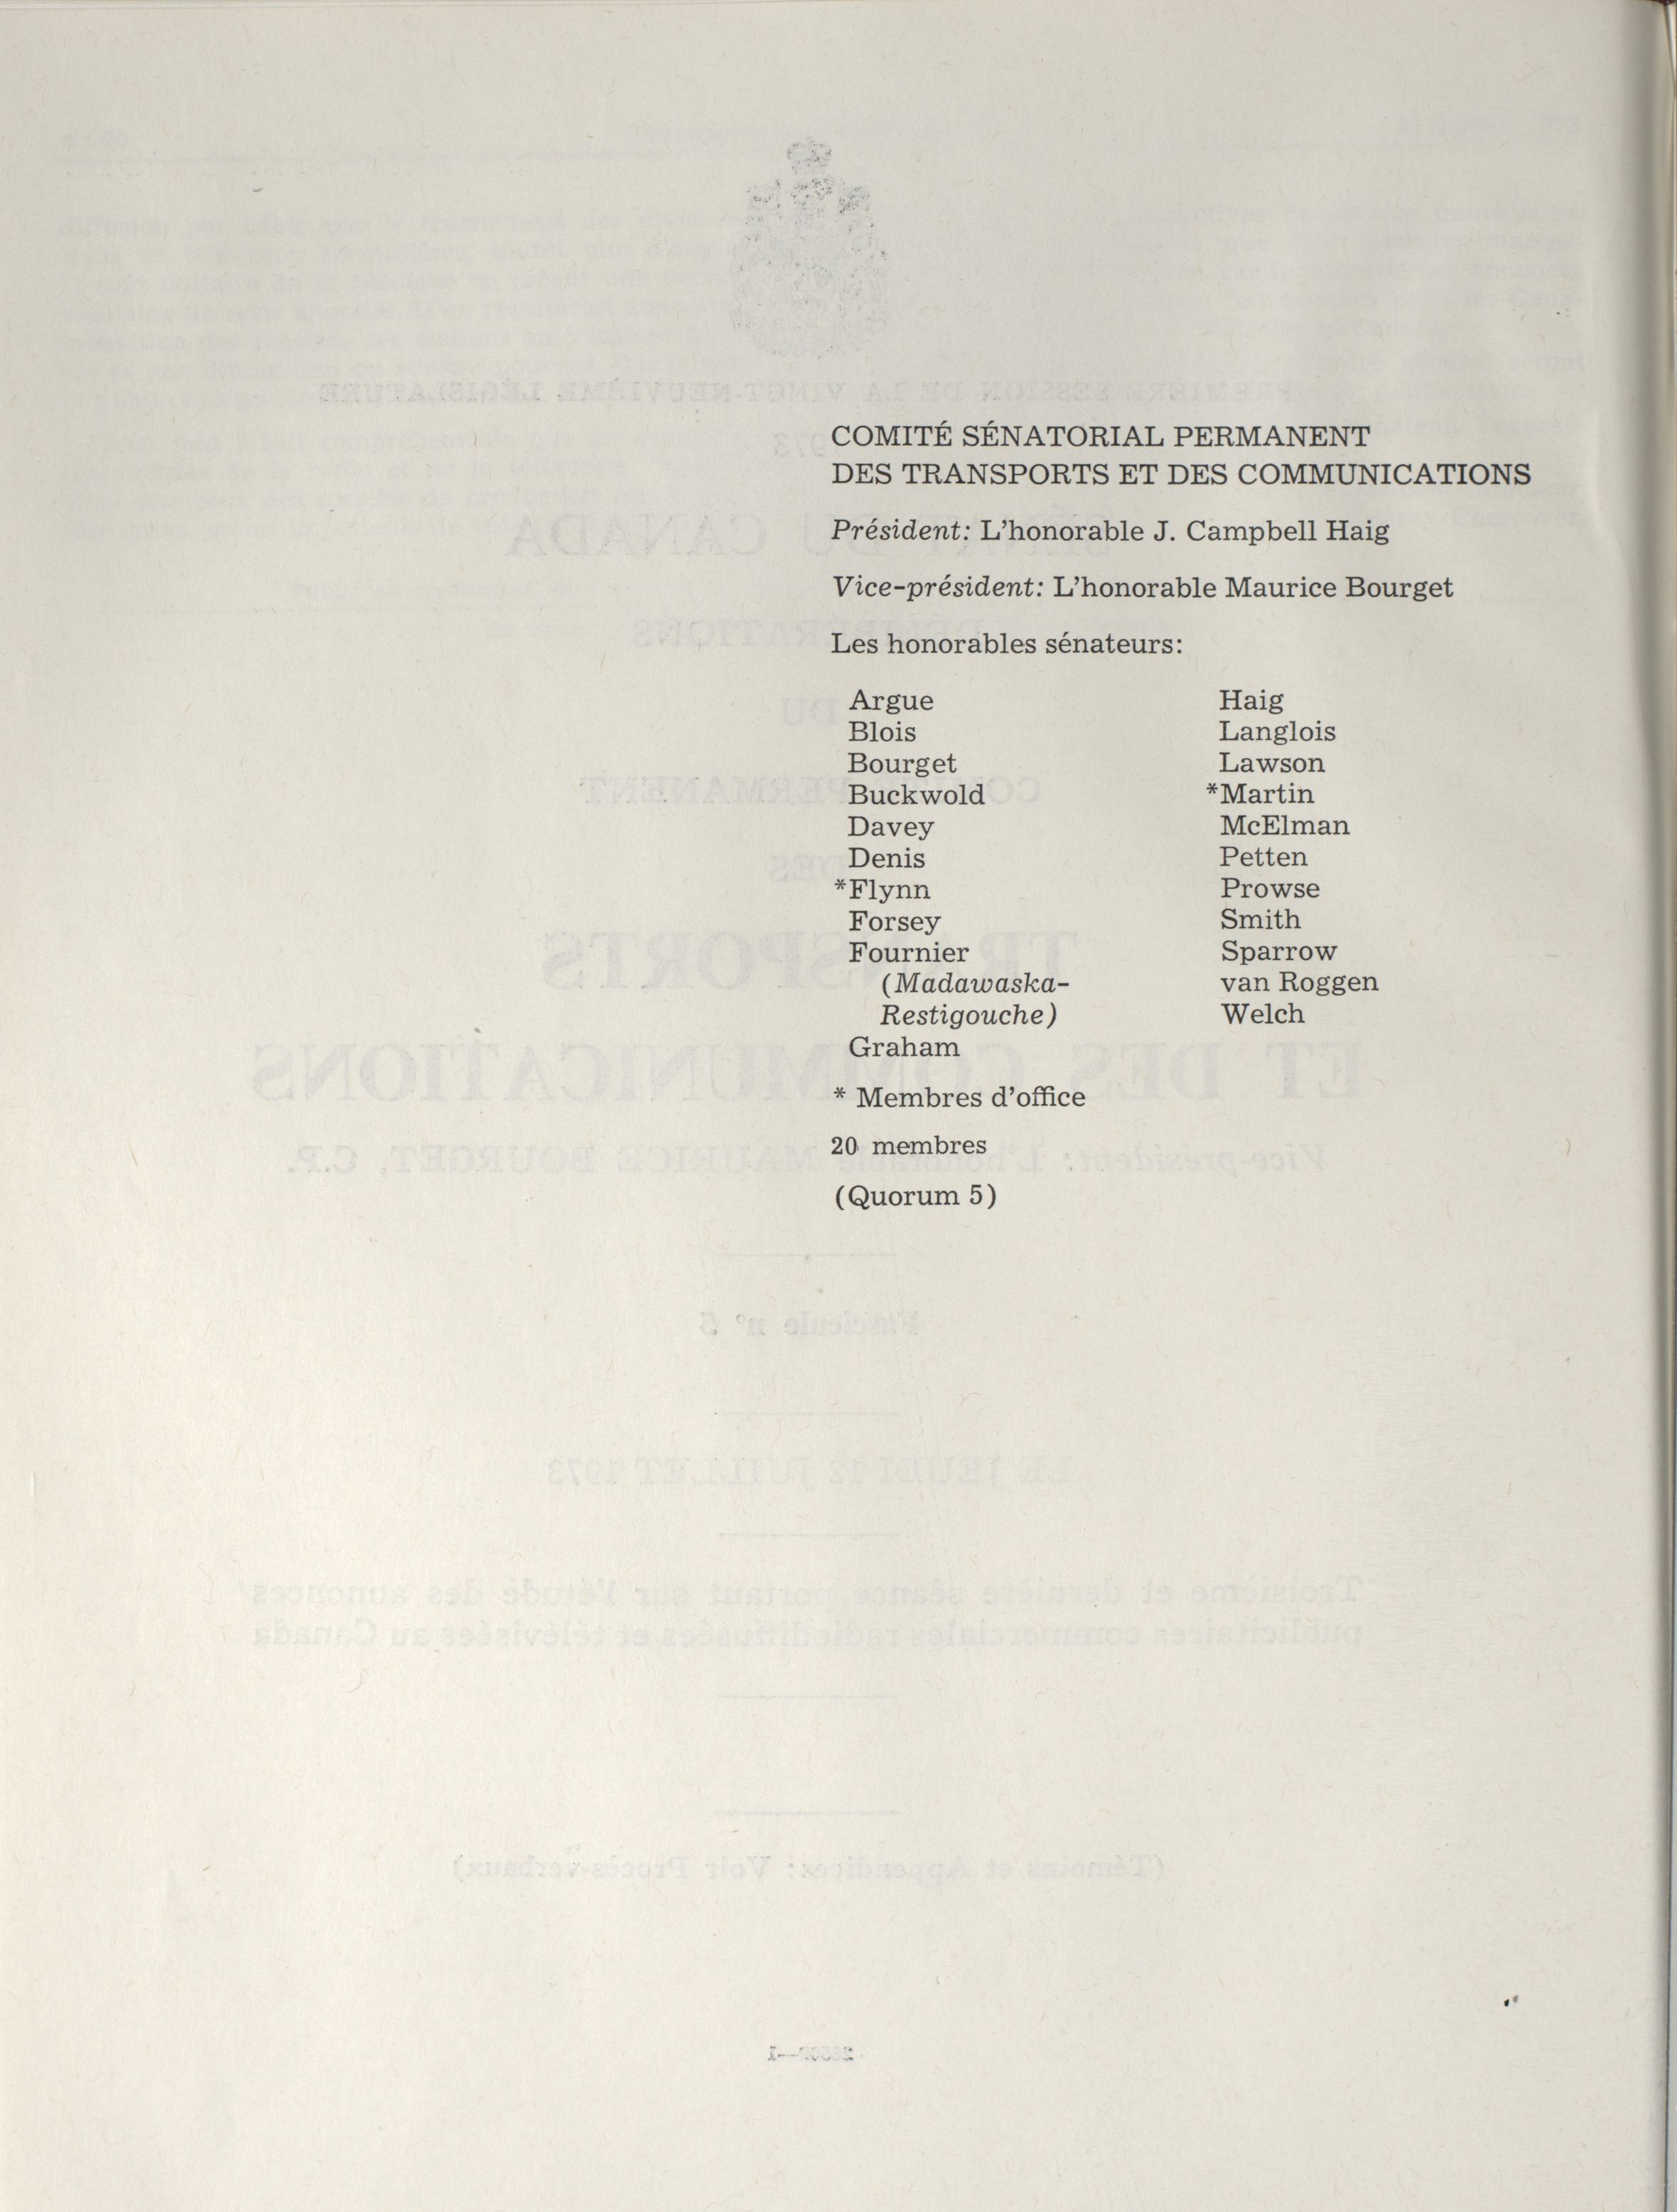 COMITÉ SÉNATORIAL PERMANENT
DES TRANSPORTS ET DES COMMUNICATIONS
Président: L'honorable J. Campbell Haig
Vice-président: L'honorable Maurice Bourget
Les honorables sénateurs:
Argue
Blois
Bourget
Buckwold
Davey
Denis
*Flynn
Forsey
Fournier
(Madawaska-
Restigouche)
Graham
Haig
Langlois
Lawson
*Martin
McElman
Petten
Prowse
Smith
Sparrow
van Roggen
Welch
* Membres d'office
20 membres
(Quorum 5)